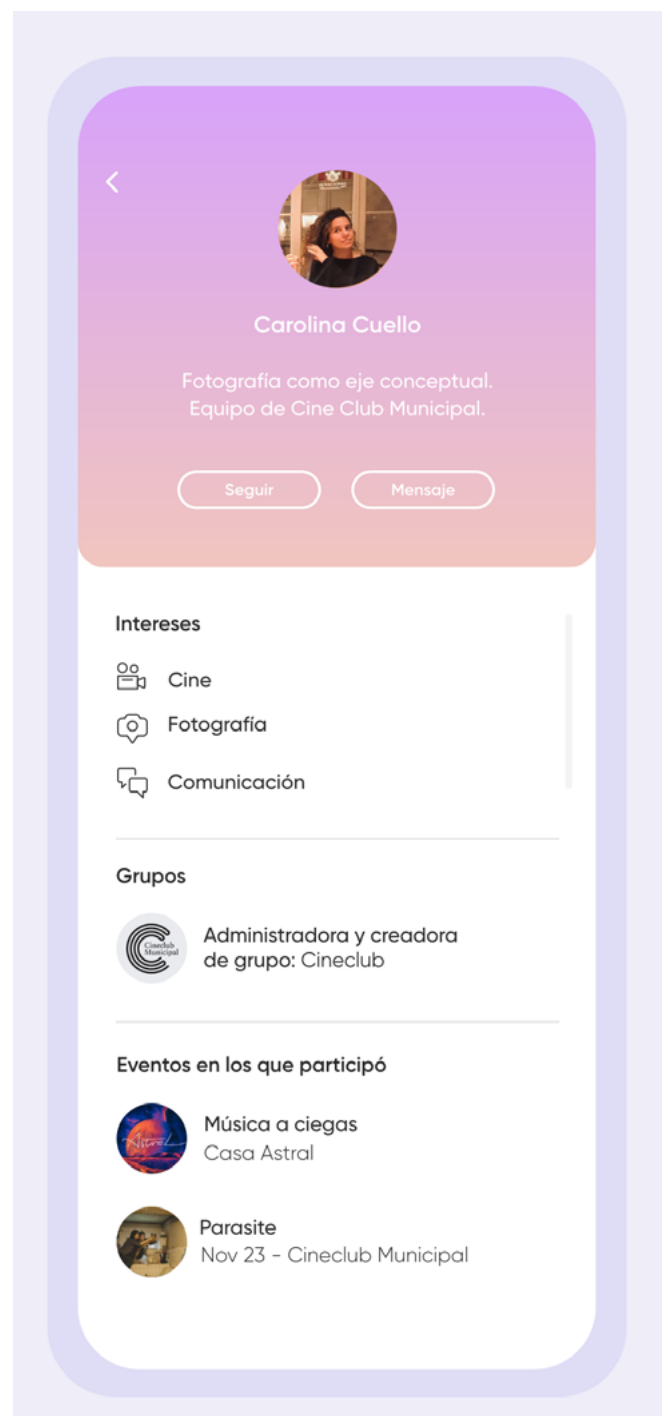 Carolina Cuello
Fotografía como eje conceptual.
Equipo de Cine Club Municipal.
Seguir
Mensaje
Intereses
Cine
Fotografía
Comunicación
Grupos
Cineclub
Municipal
Administradora y creadora
de grupo: Cineclub
Eventos en los que participó
Astral
Música a ciegas
Casa Astral
Parasite
Nov 23 - Cineclub Municipal